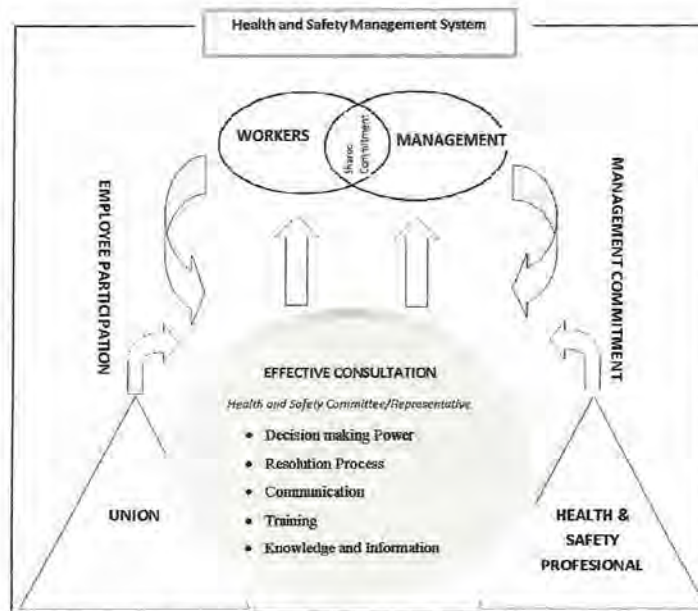 Health and Safety Management System
WORKERS
Shared
Commitment
MANAGEMENT
EMPLOYEE PARTICIPATION
MANAGEMENT COMMITMENT
EFFECTIVE CONSULTATION
Health and Safety Committee/Representative
• Decision making Power
• Resolution Process
• Communication
• Training
• Knowledge and Information
UNION
HEALTH &
SAFETY
PROFESIONAL